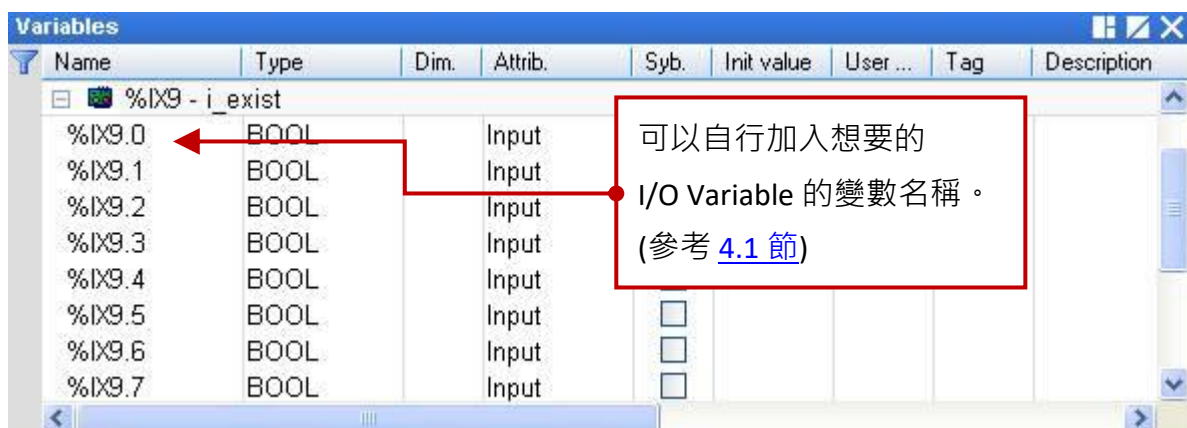 Variables
Name Type Dim. Attrib. Syb. Init value User ... Tag Description
%IX9 - i_exist
%IX9.0 BOOL Input
%IX9.1 BOOL Input
%IX9.2 BOOL Input
%IX9.3 BOOL Input
%IX9.4 BOOL Input
%IX9.5 BOOL Input
%IX9.6 BOOL Input
%IX9.7 BOOL Input
可以自行加入想要的
I/O Variable 的變數名稱。
(參考 4.1 節)